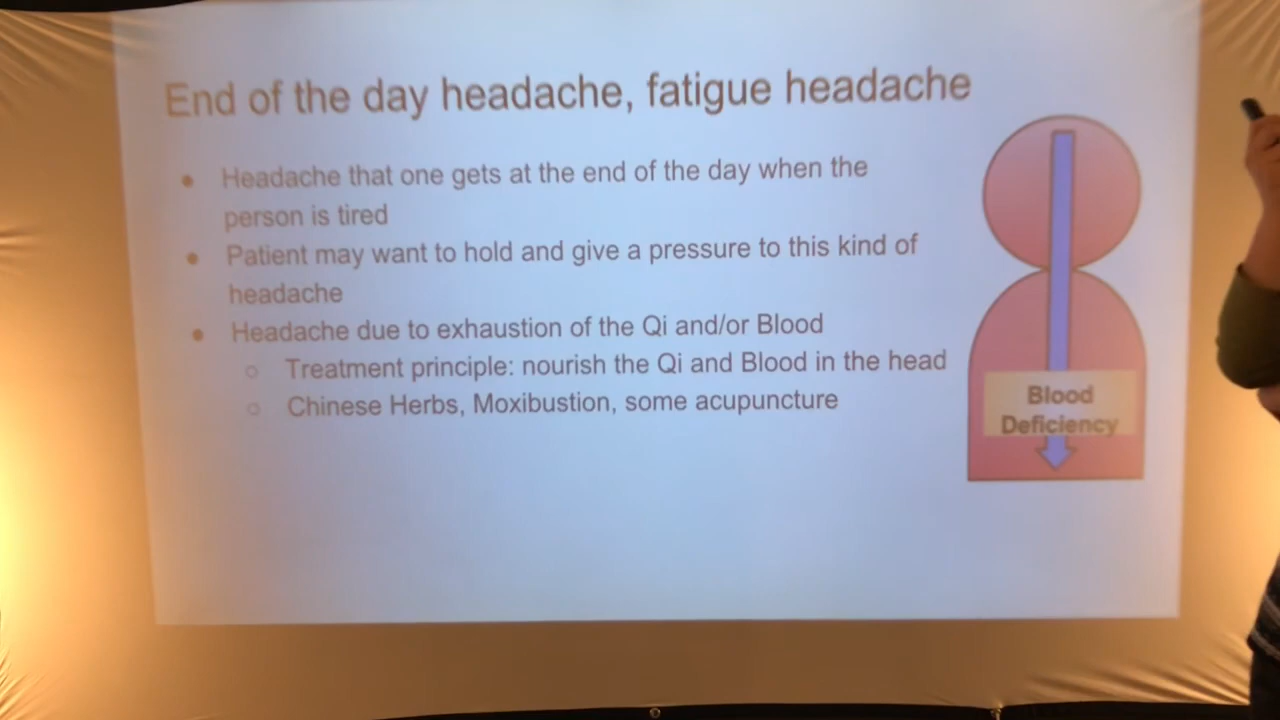 End of the day headache, fatigue headache
● Headache that one gets at the end of the day when the
person is tired
● Patient may want to hold and give a pressure to this kind of
headache
● Headache due to exhaustion of the Qi and/or Blood
○ Treatment principle: nourish the Qi and Blood in the head
○ Chinese Herbs, Moxibustion, some acupuncture
Blood
Deficiency